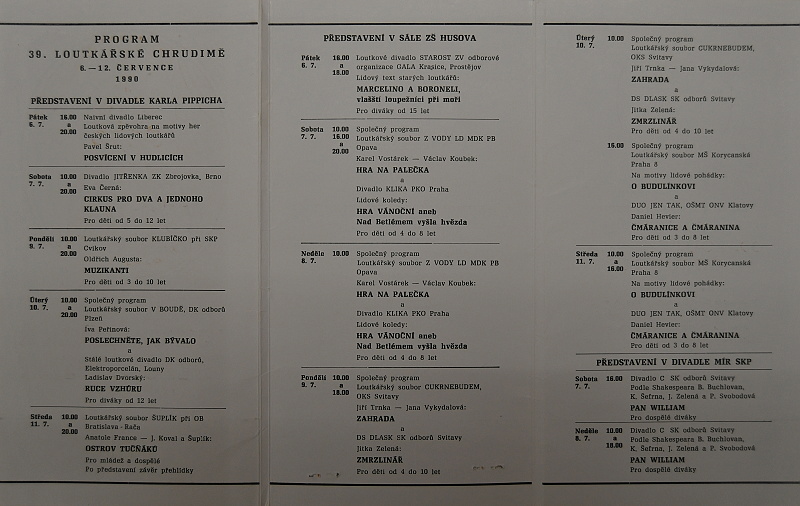 PROGRAM
39. LOUTKÁŘSKÉ CHRUDIMĚ
6.—12. ČERVENCE
1990
PŘEDSTAVENÍ V DIVADLE KARLA PIPPICHA
Pátek 16.00 Naivní divadlo Liberec
6. 7. a Loutková zpěvohra na motivy her
20.00 českých lidových loutkářů
Pavel Šrut:
POSVÍCENÍ V HUDLICÍCH
Sobota 10.00 Divadlo JITŘENKA ZK Zbrojovka, Brno
7. 7. a Eva Černá:
20.00 CIRKUS PRO DVA A JEDNOHO
KLAUNA
Pro děti od 5 do 12 let
Pondělí 10.00 Loutkářský soubor KLUBÍČKO při SKP
9. 7. a Cvikov
20.00 Oldřich Augusta:
MUZIKANTI
Pro děti od 3 do 10 let
Úterý 10.00 Společný program
10. 7. a Loutkářský soubor V BOUDĚ, DK odborů
20.00 Plzeň
Iva Peřinová:
POSLECHNĚTE, JAK BÝVALO
a
Stálé loutkové divadlo DK odborů,
Elektroporcelán, Louny
Ladislav Dvorský:
RUCE VZHŮRU
Pro diváky od 12 let
Středa 10.00 Loutkářský soubor ŠUPLÍK při OB
11. 7. a Bratislava - Rača
20.00 Anatole France — J. Koval a Šuplík:
OSTROV TUČŇÁKŮ
Pro mládež a dospělé
Po představení závěr přehlídky
PŘEDSTAVENÍ V SÁLE ZŠ HUSOVA
Pátek 16.00 Loutkové divadlo STAROST ZV odborové
6. 7. a organizace GALA Krasice, Prostějov
18.00 Lidový text starých loutkářů:
MARCELINO A BORONELI,
vlašští loupežníci při moři
Pro diváky od 15 let
Sobota 10.00 Společný program
7. 7. 16.00 Loutkářský soubor Z VODY LD MDK PB
a Opava
20.00 Karel Vostárek — Václav Koubek:
HRA NA PALEČKA
a
Divadlo KLIKA PKO Praha
Lidové koledy:
HRA VÁNOČNÍ aneb
Nad Betlémem vyšla hvězda
Pro děti od 4 do 8 let
Neděle 10.00 Společný program
8. 7. Loutkářský soubor Z VODY LD MDK PB
Opava
Karel Vostárek — Václav Koubek:
HRA NA PALEČKA
a
Divadlo KLIKA PKO Praha
Lidové koledy:
HRA VÁNOČNÍ aneb
Nad Betlémem vyšla hvězda
Pro děti od 4 do 8 let
Pondělí 10.00 Společný program
9. 7. a Loutkářský soubor CUKRNEBUDEM,
18.00 OKS Svitavy
Jiří Trnka — Jana Vykydalová:
ZAHRADA
a
DS DLASK SK odborů Svitavy
Jitka Zelená:
ZMRZLINÁŘ
Pro děti od 4 do 10 let
Úterý 10.00 Společný program
10. 7. Loutkářský soubor CUKRNEBUDEM,
OKS Svitavy
Jiří Trnka — Jana Vykydalová:
ZAHRADA
a
DS DLASK SK odborů Svitavy
Jitka Zelená:
ZMRZLINÁŘ
Pro děti od 4 do 10 let
16.00 Společný program
Loutkářský soubor MŠ Korycanská
Praha 8
Na motivy lidové pohádky:
O BUDULÍNKOVI
a
DUO JEN TAK, OŠMT ONV Klatovy
Daniel Hevier:
ČMÁRANICE A ČMÁRANINA
Pro děti od 3 do 8 let
Středa 10.00 Společný program
11. 7. a Loutkářský soubor MŠ Korycanská
16.00 Praha 8
Na motivy lidové pohádky:
O BUDULÍNKOVI
a
DUO JEN TAK, OŠMT ONV Klatovy
Daniel Hevier:
ČMÁRANICE A ČMÁRANINA
Pro děti od 3 do 8 let
PŘEDSTAVENÍ V DIVADLE MÍR SKP
Sobota 16.00 Divadlo C SK odborů Svitavy
7. 7. Podle Shakespeara B. Buchlovan,
K. Šefrna, J. Zelená a P. Svobodová
PAN WILLIAM
Pro dospělé diváky
Neděle 10.00 Divadlo C SK odborů Svitavy
8. 7. a Podle Shakespeara B. Buchlovan,
18.00 K. Šefrna, J. Zelená a P. Svobodová
PAN WILLIAM
Pro dospělé diváky